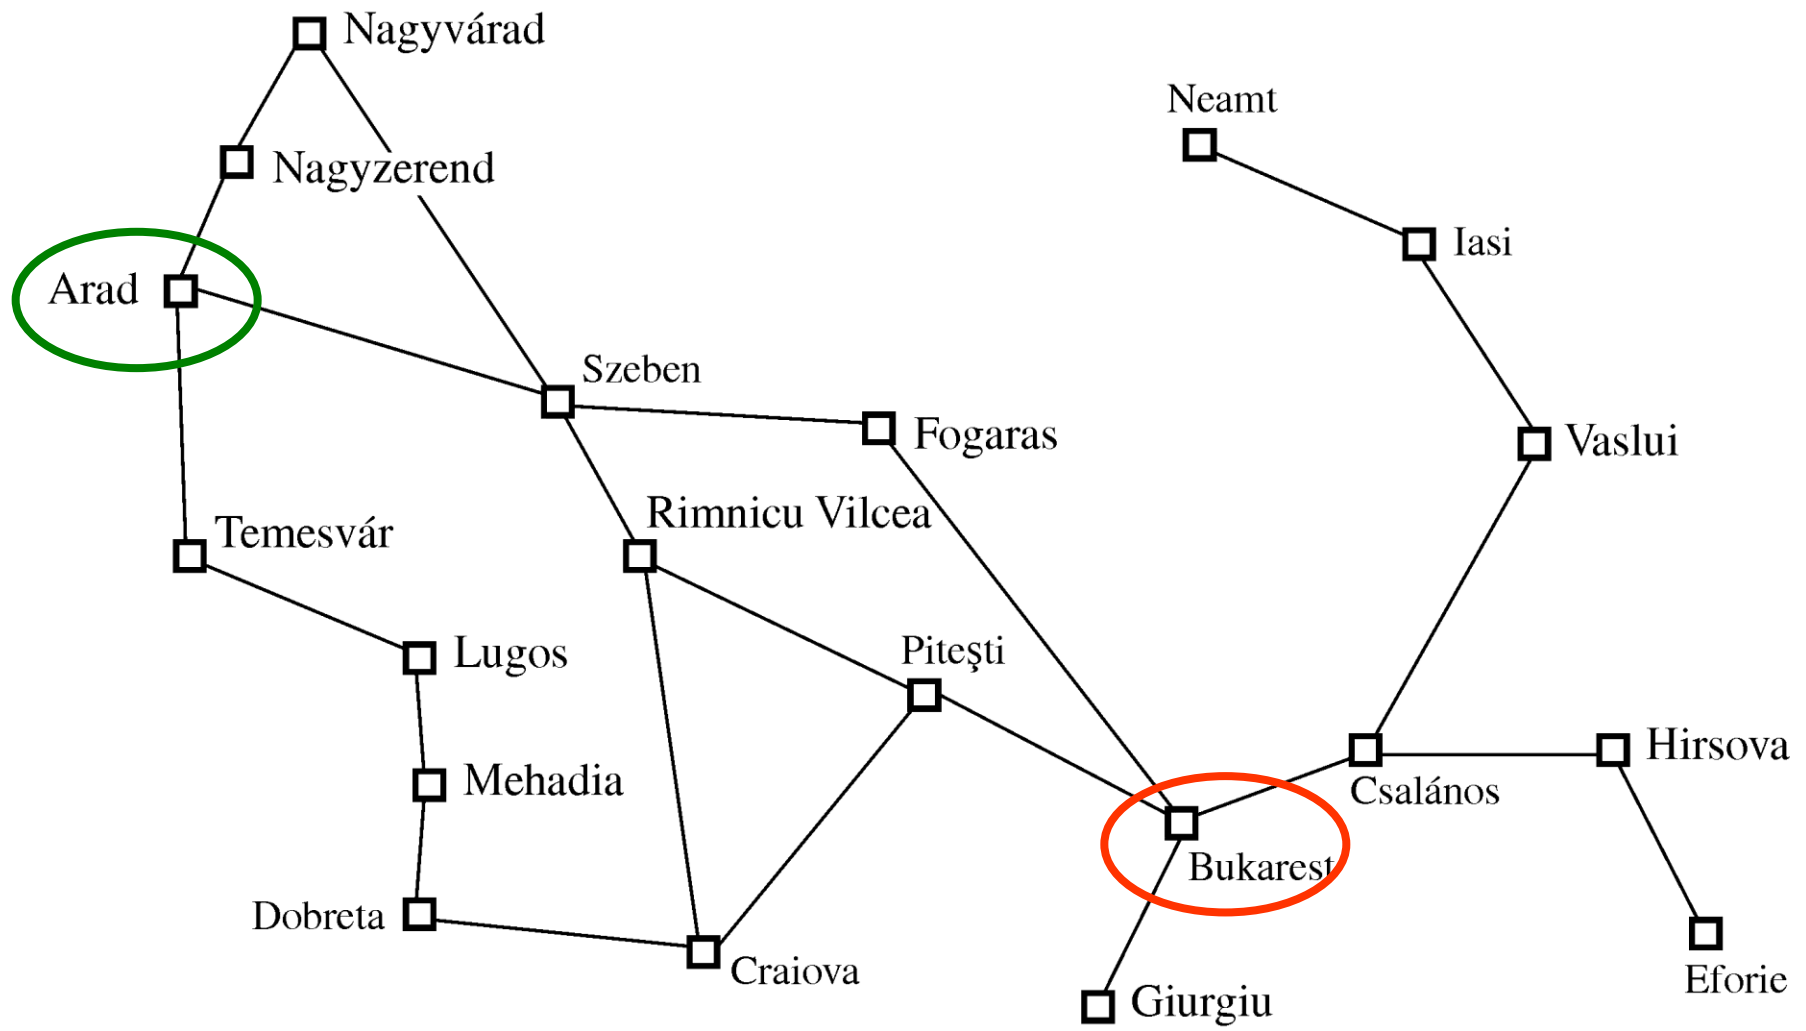 Nagyvárad
Neamt
Nagyzerend
Iasi
Arad
Szeben
Fogaras
Vaslui
Rimnicu Vilcea
Temesvár
Lugos
Piteşti
Hirsova
Mehadia
Csalános
Bukarest
Dobreta
Craiova
Eforie
Giurgiu